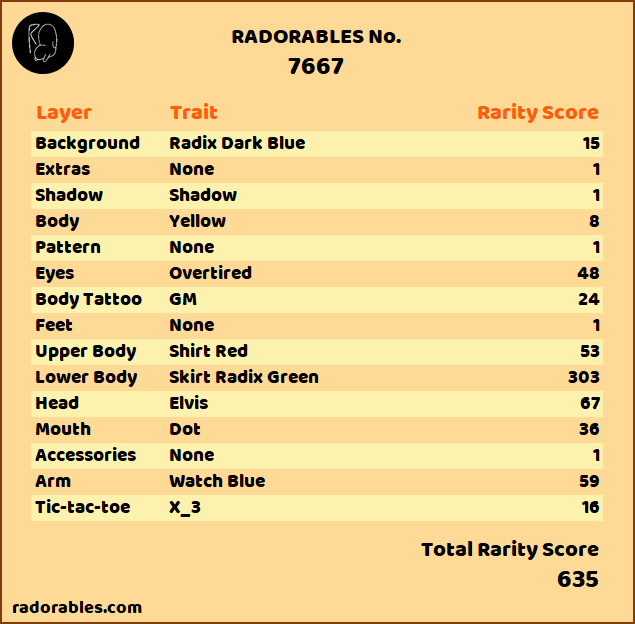 RADORABLES No.
7667
Layer Trait Rarity Score
Background Radix Dark Blue 15
Extras None 1
Shadow Shadow 1
Body Yellow 8
Pattern None 1
Eyes Overtired 48
Body Tattoo GM 24
Feet None 1
Upper Body Shirt Red 53
Lower Body Skirt Radix Green 303
Head Elvis 67
Mouth Dot 36
Accessories None 1
Arm Watch Blue 59
Tic-tac-toe X_3 16
Total Rarity Score
635
radorables.com